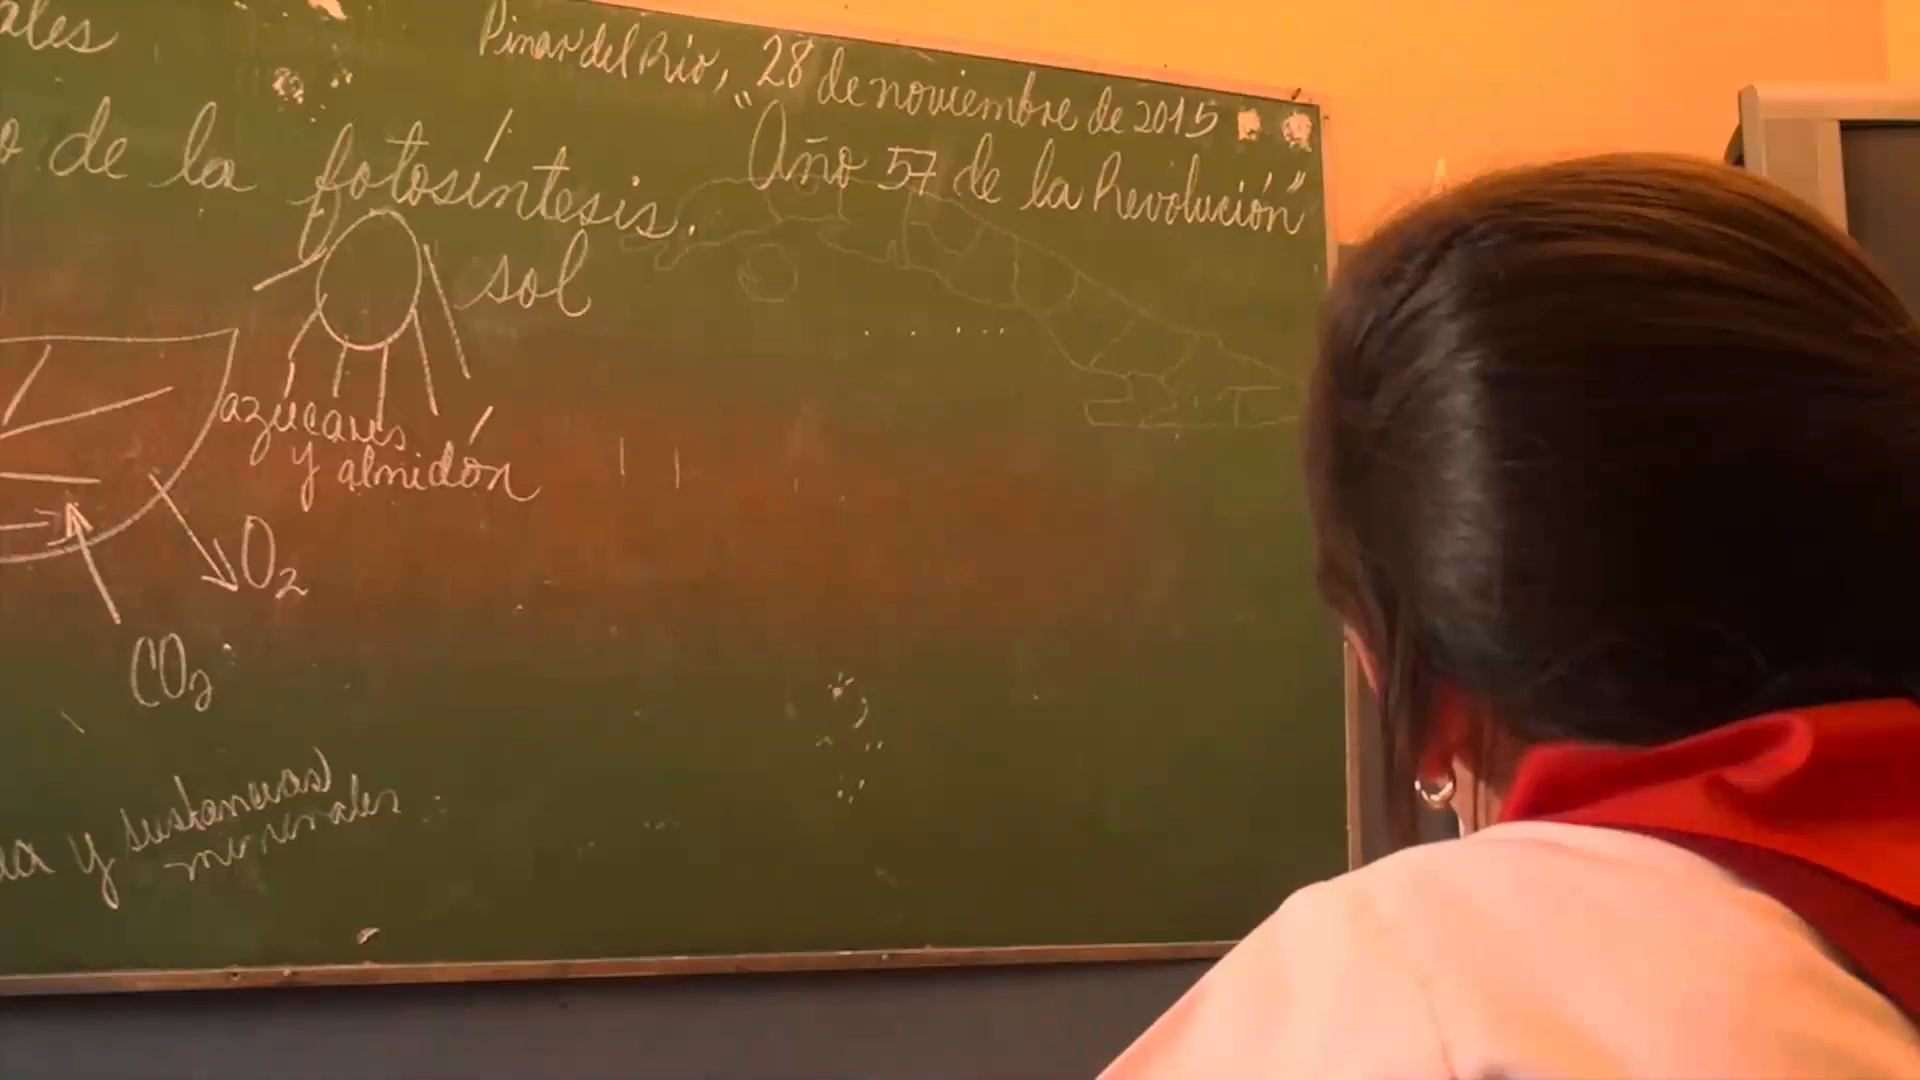 Pinar del Río, 28 de noviembre de 2015
"Año 57 de la Revolución"
de la fotosíntesis.
sol
azúcares
y almidón
O2
CO2
y sustancias
minerales